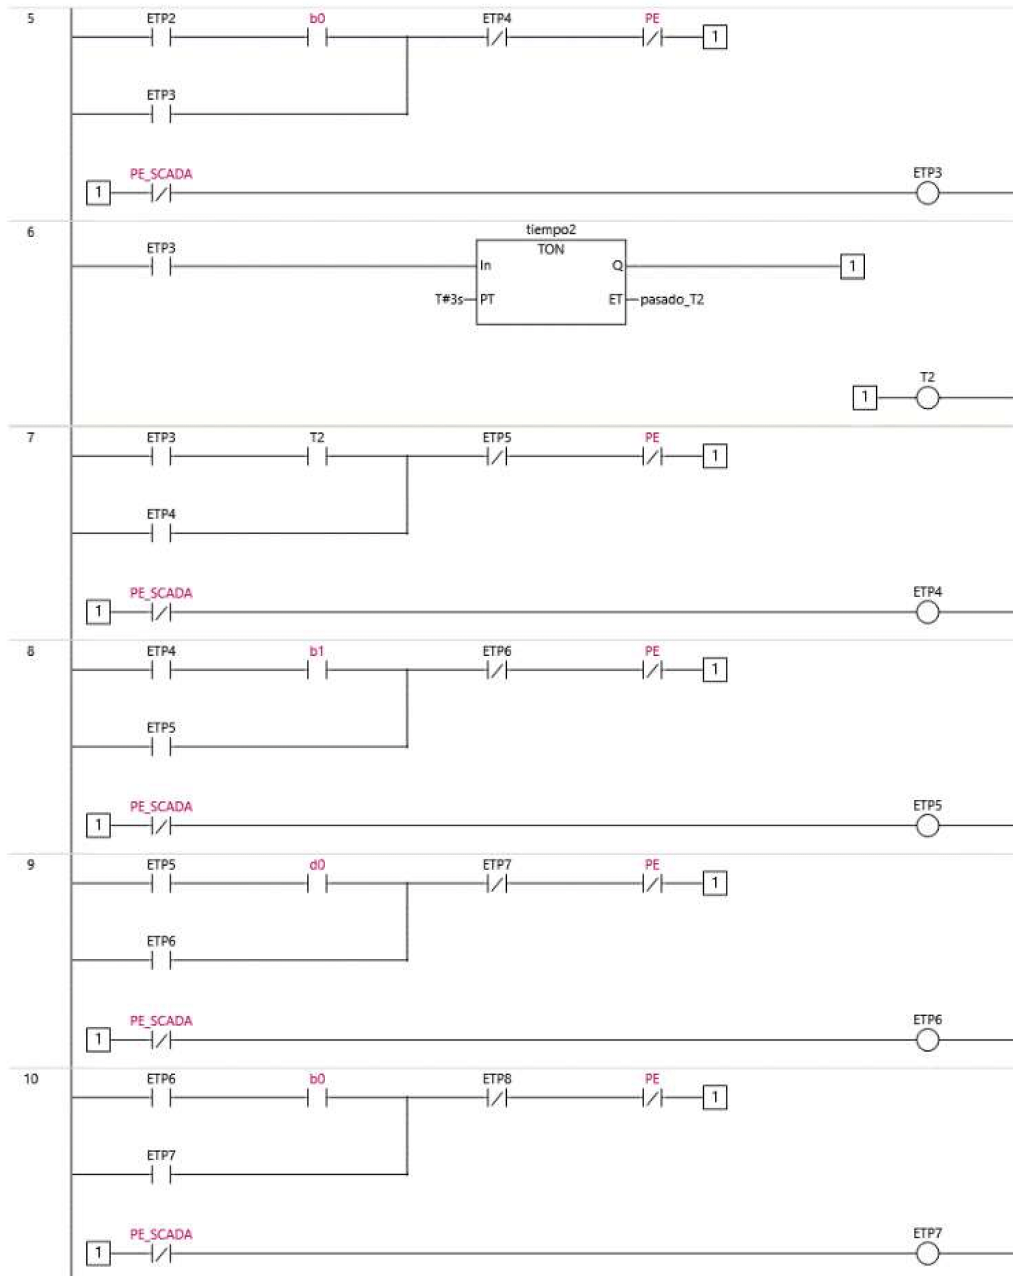 5 ETP2 b0 ETP4 PE
1
ETP3
PE_SCADA ETP3
1
6 tiempo2
ETP3 TON
In Q 1
T#3s PT ET pasado_T2
T2
1
7 ETP3 T2 ETP5 PE
1
ETP4
PE_SCADA ETP4
1
8 ETP4 b1 ETP6 PE
1
ETP5
PE_SCADA ETP5
1
9 ETP5 d0 ETP7 PE
1
ETP6
PE_SCADA ETP6
1
10 ETP6 b0 ETP8 PE
1
ETP7
PE_SCADA ETP7
1